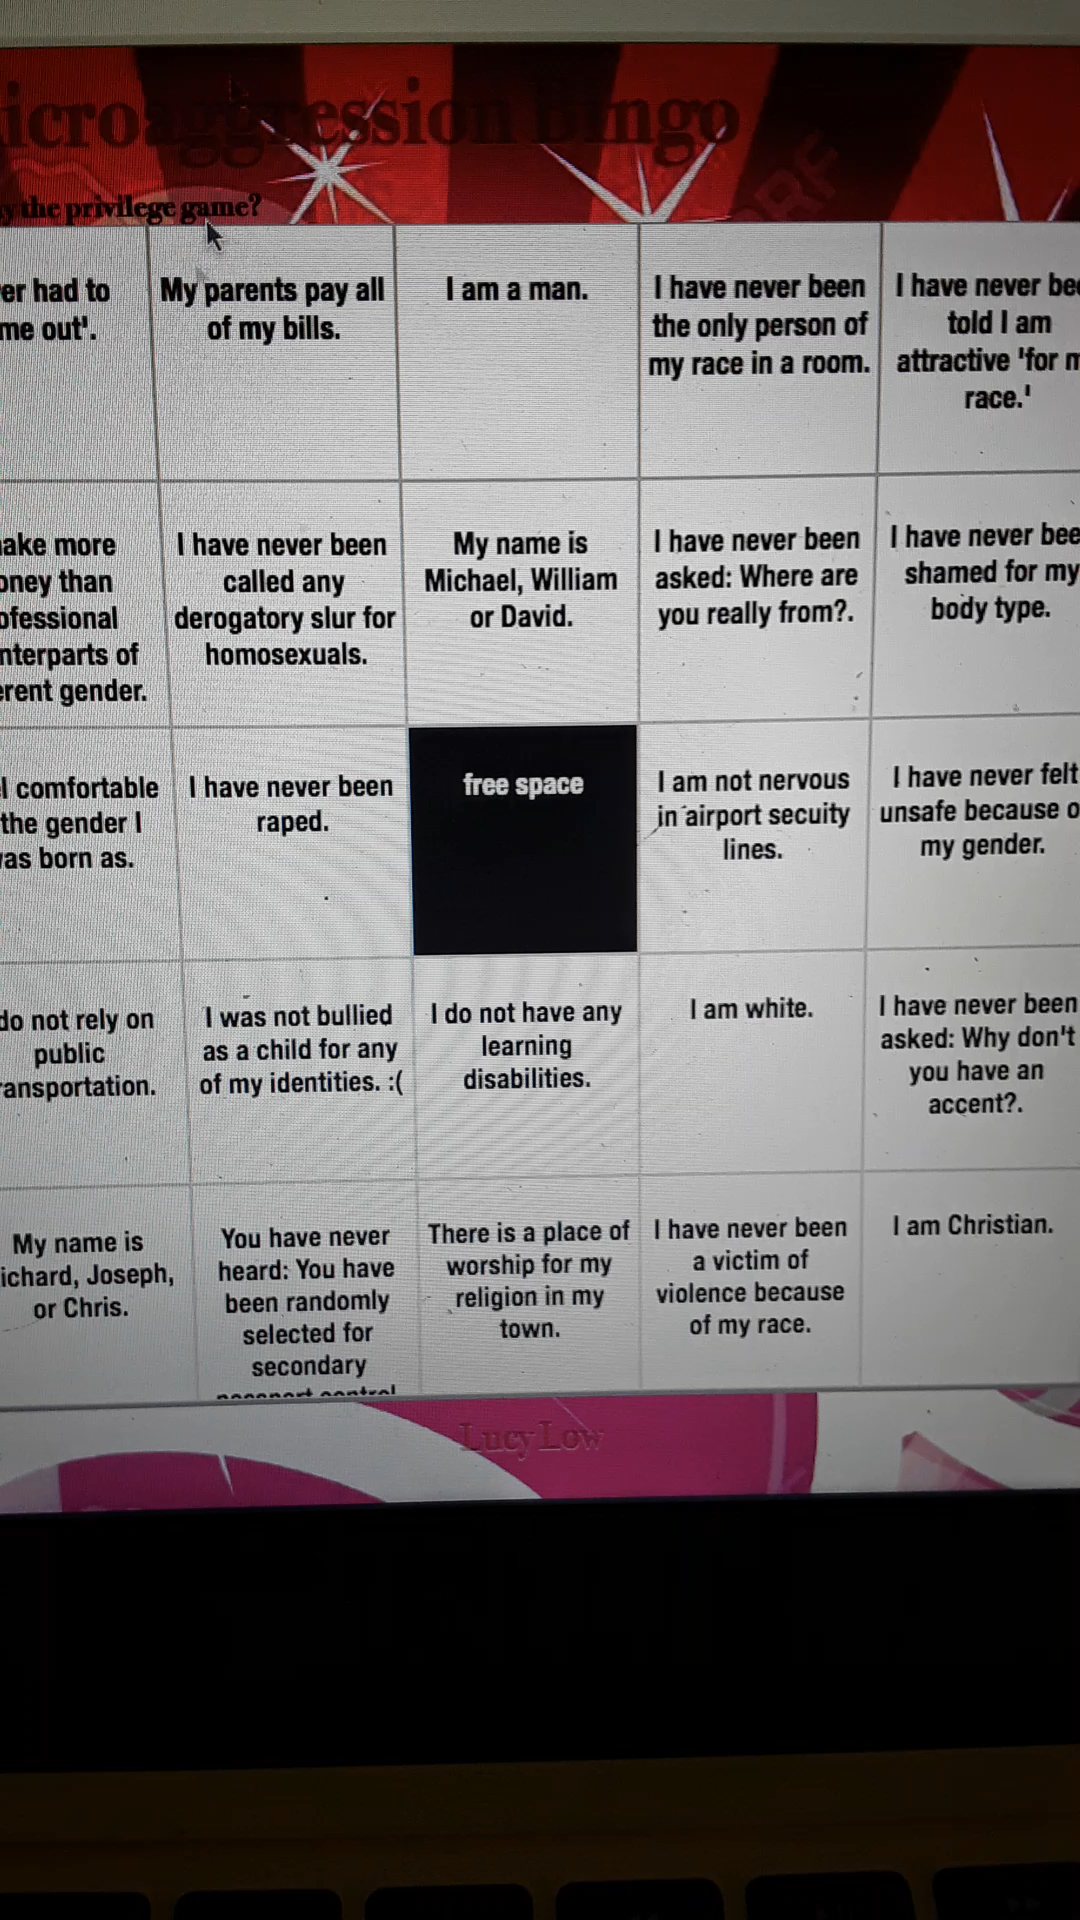 icroaggression bingo
y the privilege game?
er had to
me out'.
My parents pay all
of my bills.
I am a man.
I have never been
the only person of
my race in a room.
I have never bee
told I am
attractive 'for m
race.'
ake more
oney than
ofessional
nterparts of
erent gender.
I have never been
called any
derogatory slur for
homosexuals.
My name is
Michael, William
or David.
I have never been
asked: Where are
you really from?.
I have never bee
shamed for my
body type.
l comfortable
the gender I
as born as.
I have never been
raped.
free space
I am not nervous
in airport secuity
lines.
I have never felt
unsafe because o
my gender.
do not rely on
public
ransportation.
I was not bullied
as a child for any
of my identities. :(
I do not have any
learning
disabilities.
I am white.
I have never been
asked: Why don't
you have an
accent?.
My name is
ichard, Joseph,
or Chris.
You have never
heard: You have
been randomly
selected for
secondary
passport control
There is a place of
worship for my
religion in my
town.
I have never been
a victim of
violence because
of my race.
I am Christian.
Lucy Low